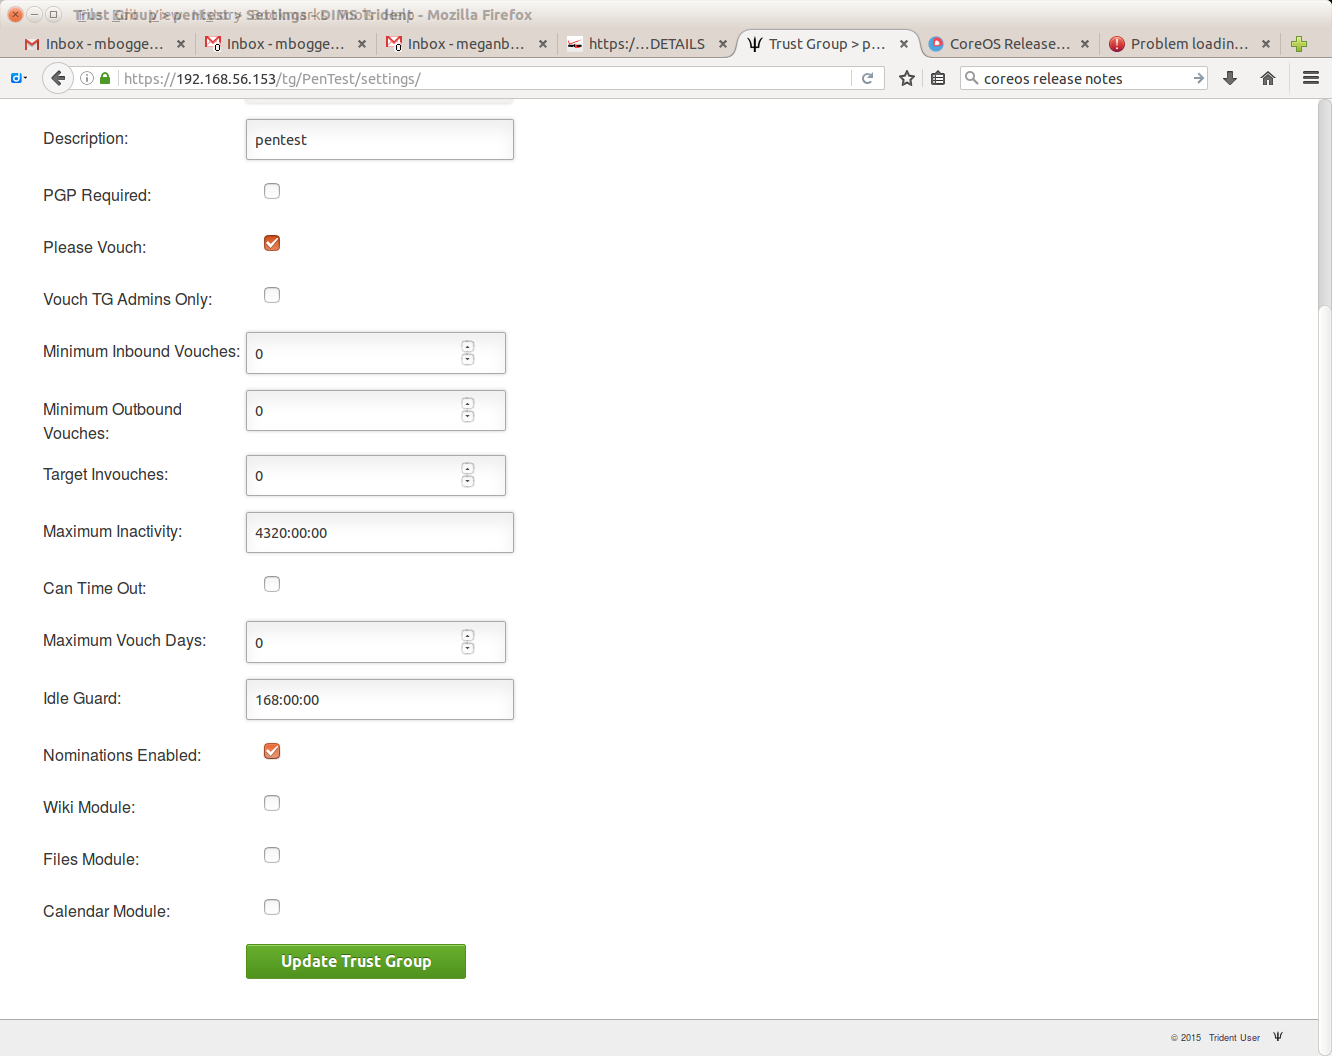 Trust Group > pentest > Settings - DIMS Trident - Mozilla Firefox
Inbox - mbogge...
Inbox - mbogge...
Inbox - meganb...
https:/...DETAILS
Trust Group > p...
CoreOS Release...
Problem loadin...
https://192.168.56.153/tg/PenTest/settings/
coreos release notes
Description:
pentest
PGP Required:
Please Vouch:
Vouch TG Admins Only:
Minimum Inbound Vouches:
0
Minimum Outbound
Vouches:
0
Target Invouches:
0
Maximum Inactivity:
4320:00:00
Can Time Out:
Maximum Vouch Days:
0
Idle Guard:
168:00:00
Nominations Enabled:
Wiki Module:
Files Module:
Calendar Module:
Update Trust Group
© 2015 Trident User